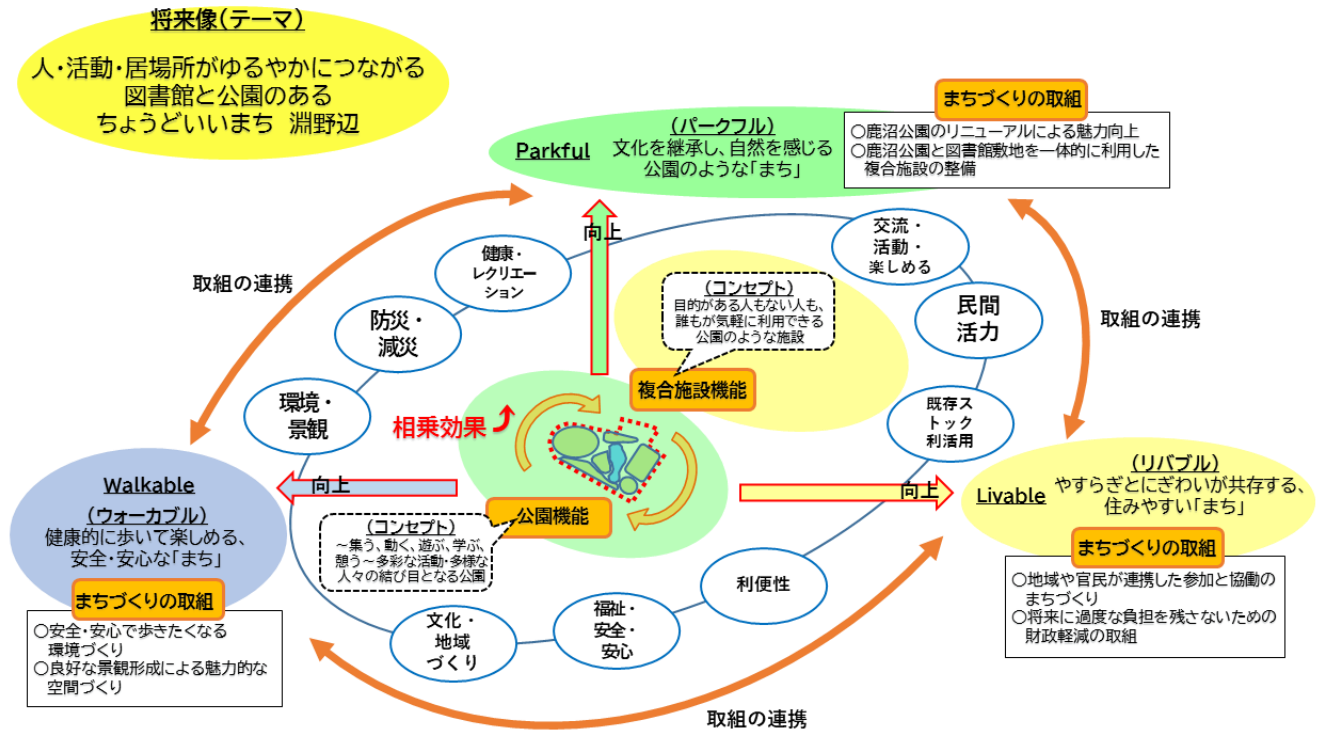 将来像(テーマ)
人・活動・居場所がゆるやかにつながる
図書館と公園のある
ちょうどいいまち 淵野辺
まちづくりの取組
○鹿沼公園のリニューアルによる魅力向上
○鹿沼公園と図書館敷地を一体的に利用した
複合施設の整備
(パークフル)
Parkful
文化を継承し、自然を感じる
公園のような「まち」
向上
交流・
活動・
楽しめる
健康・
レクリエー
ション
取組の連携
(コンセプト)
目的がある人もない人も、
誰もが気軽に利用できる
公園のような施設
民間
活力
取組の連携
防災・
減災
複合施設機能
環境・
景観
相乗効果
既存ス
トック
利活用
Walkable
(ウォーカブル)
健康的に歩いて楽しめる、
安全・安心な「まち」
向上
向上
(リバブル)
Livable
やすらぎとにぎわいが共存する、
住みやすい「まち」
公園機能
(コンセプト)
~集う、動く、遊ぶ、学ぶ、
憩う~多彩な活動・多様な
人々の結び目となる公園
まちづくりの取組
○地域や官民が連携した参加と協働の
まちづくり
○将来に過度な負担を残さないための
財政軽減の取組
まちづくりの取組
○安全・安心で歩きたくなる
環境づくり
○良好な景観形成による魅力的な
空間づくり
利便性
福祉・
安全・
安心
文化・
地域
づくり
取組の連携